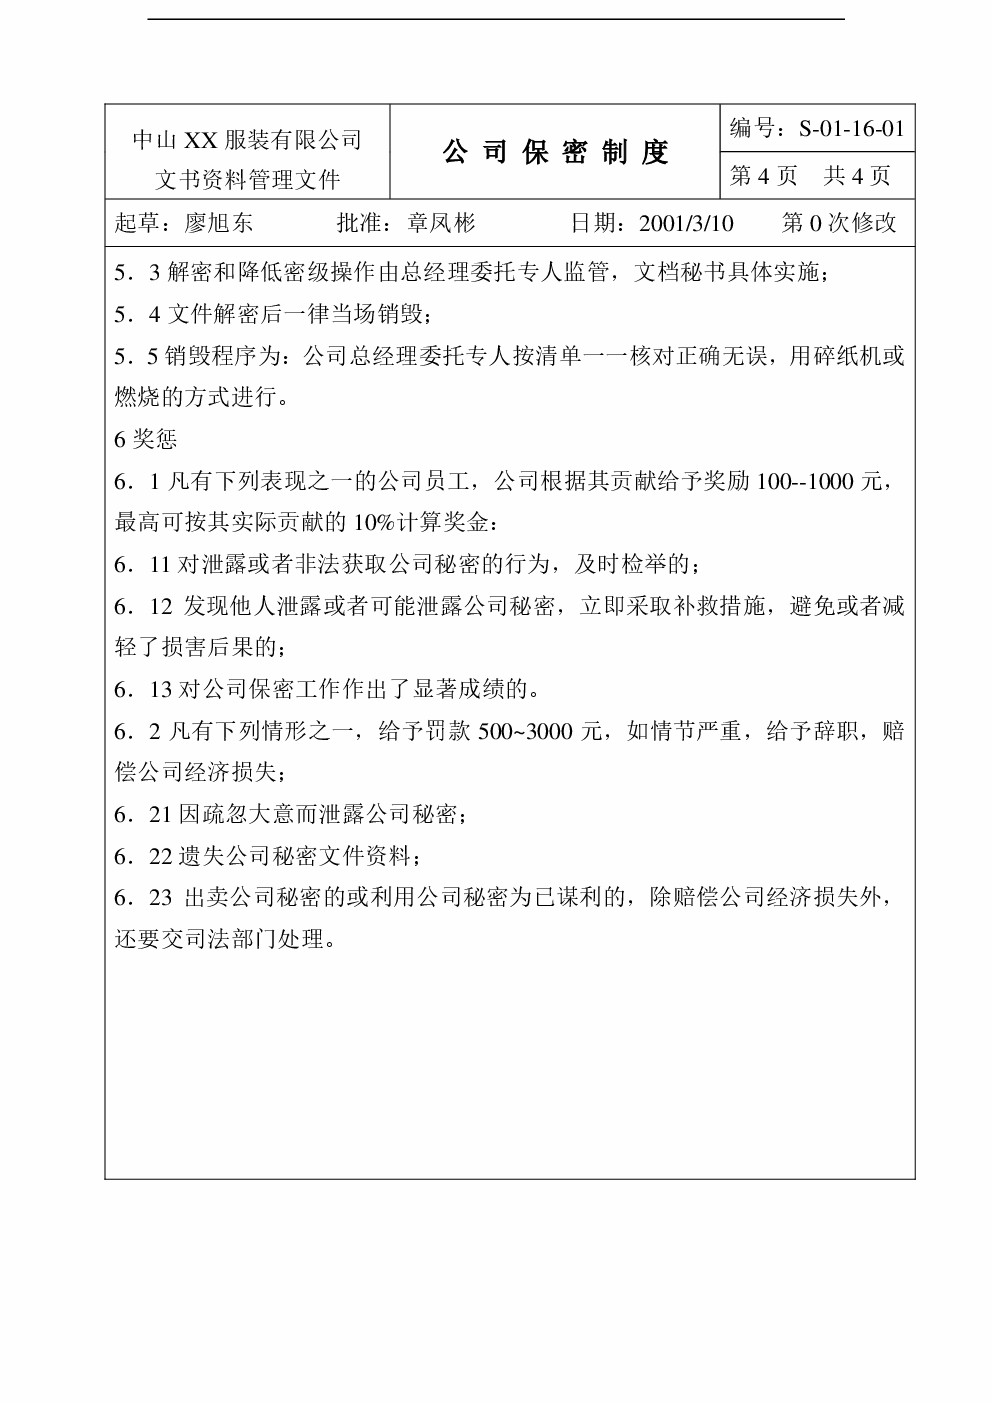 中山 XX 服装有限公司
文书资料管理文件
公 司 保 密 制 度
编号：S-01-16-01
第 4 页　共 4 页
起草：廖旭东　批准：章凤彬　日期：2001/3/10　第 0 次修改
5．3 解密和降低密级操作由总经理委托专人监管，文档秘书具体实施；
5．4 文件解密后一律当场销毁；
5．5 销毁程序为：公司总经理委托专人按清单一一核对正确无误，用碎纸机或
燃烧的方式进行。
6 奖惩
6．1 凡有下列表现之一的公司员工，公司根据其贡献给予奖励 100--1000 元，
最高可按其实际贡献的 10%计算奖金：
6．11 对泄露或者非法获取公司秘密的行为，及时检举的；
6．12 发现他人泄露或者可能泄露公司秘密，立即采取补救措施，避免或者减
轻了损害后果的；
6．13 对公司保密工作作出了显著成绩的。
6．2 凡有下列情形之一，给予罚款 500~3000 元，如情节严重，给予辞职，赔
偿公司经济损失；
6．21 因疏忽大意而泄露公司秘密；
6．22 遗失公司秘密文件资料；
6．23 出卖公司秘密的或利用公司秘密为已谋利的，除赔偿公司经济损失外，
还要交司法部门处理。